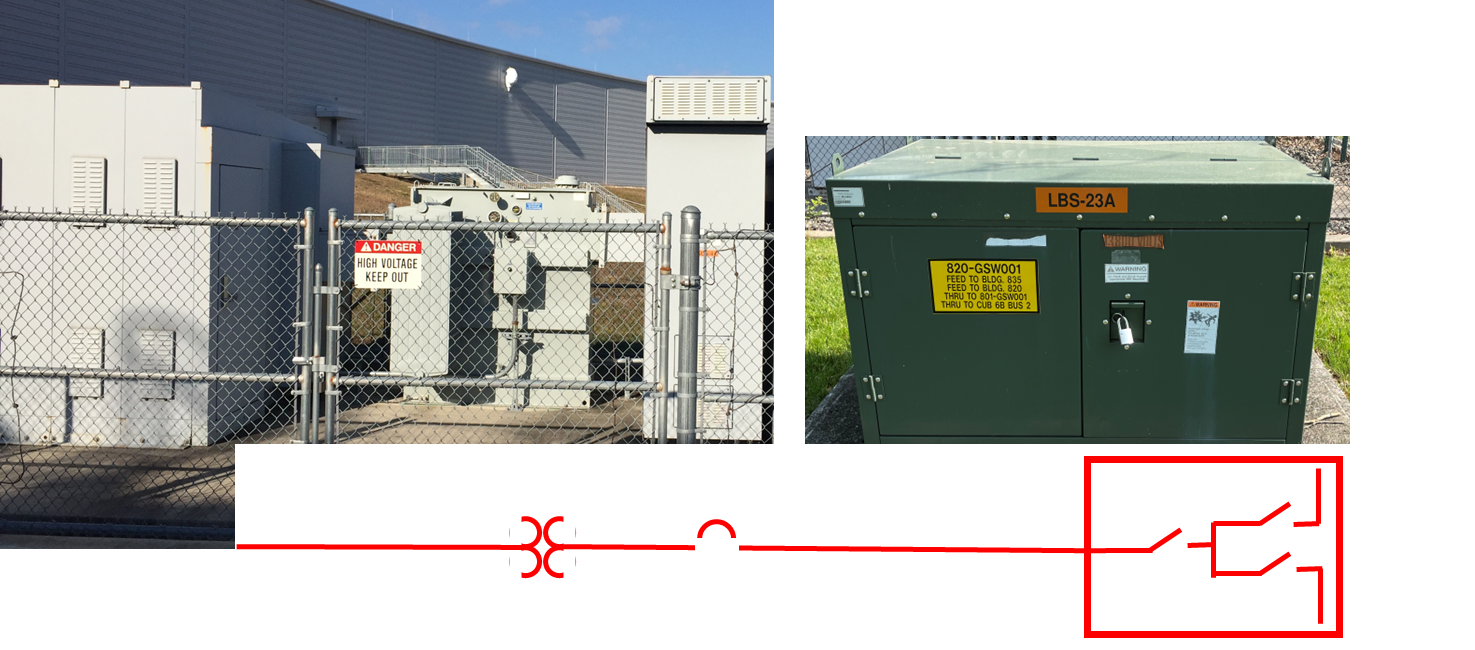 DANGER
HIGH VOLTAGE
KEEP OUT
LBS-23A
820-GSW001
FEED TO BLDG. 835
FEED TO BLDG. 820
THRU TO 801-GSW001
THRU TO CUB 6B BUS 2
WARNING
WARNING